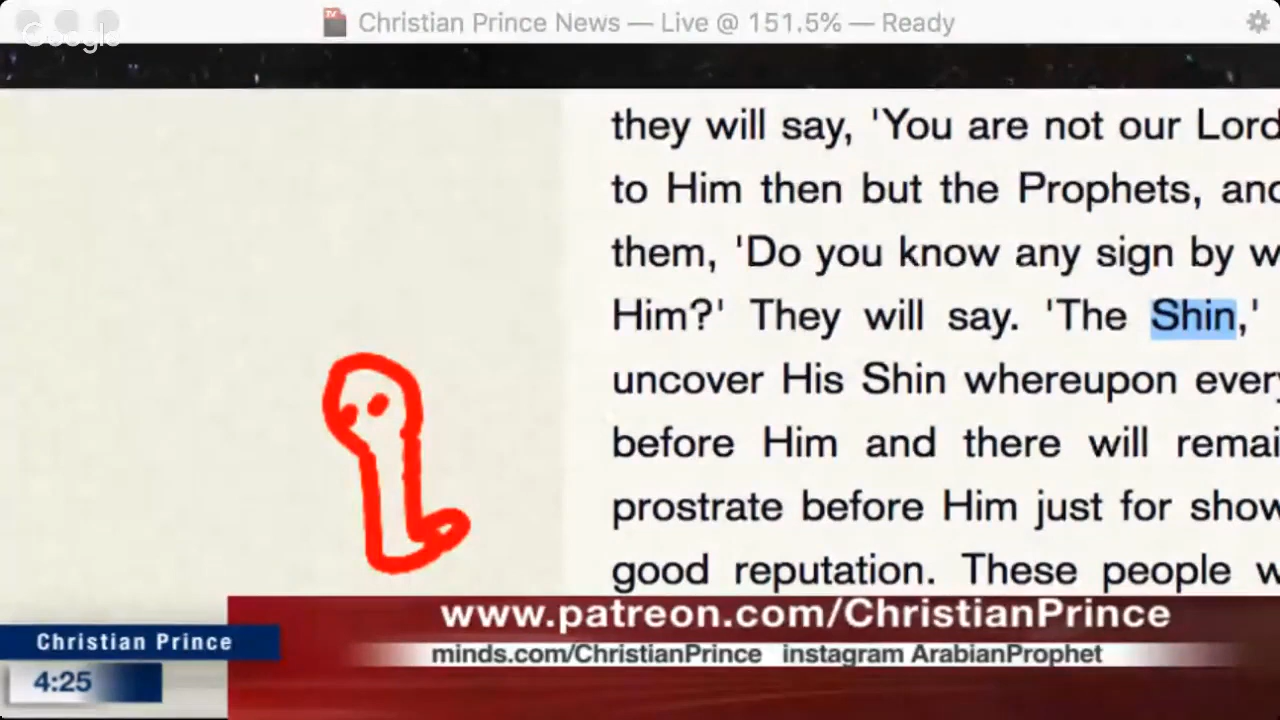 Christian Prince News — Live @ 151.5% — Ready
Google
they will say, 'You are not our Lord
to Him then but the Prophets, and
them, 'Do you know any sign by w
Him?' They will say. 'The Shin,'
uncover His Shin whereupon every
before Him and there will remai
prostrate before Him just for show
good reputation. These people w
www.patreon.com/ChristianPrince
Christian Prince
minds.com/ChristianPrince instagram ArabianProphet
4:25